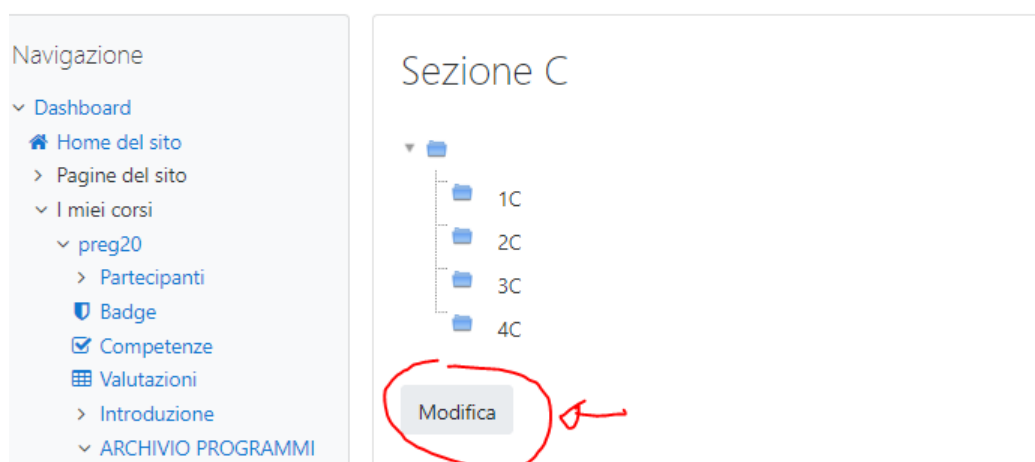 Navigazione
Dashboard
Home del sito
Pagine del sito
I miei corsi
preg20
Partecipanti
Badge
Competenze
Valutazioni
Introduzione
ARCHIVIO PROGRAMMI
Sezione C
1C
2C
3C
4C
Modifica